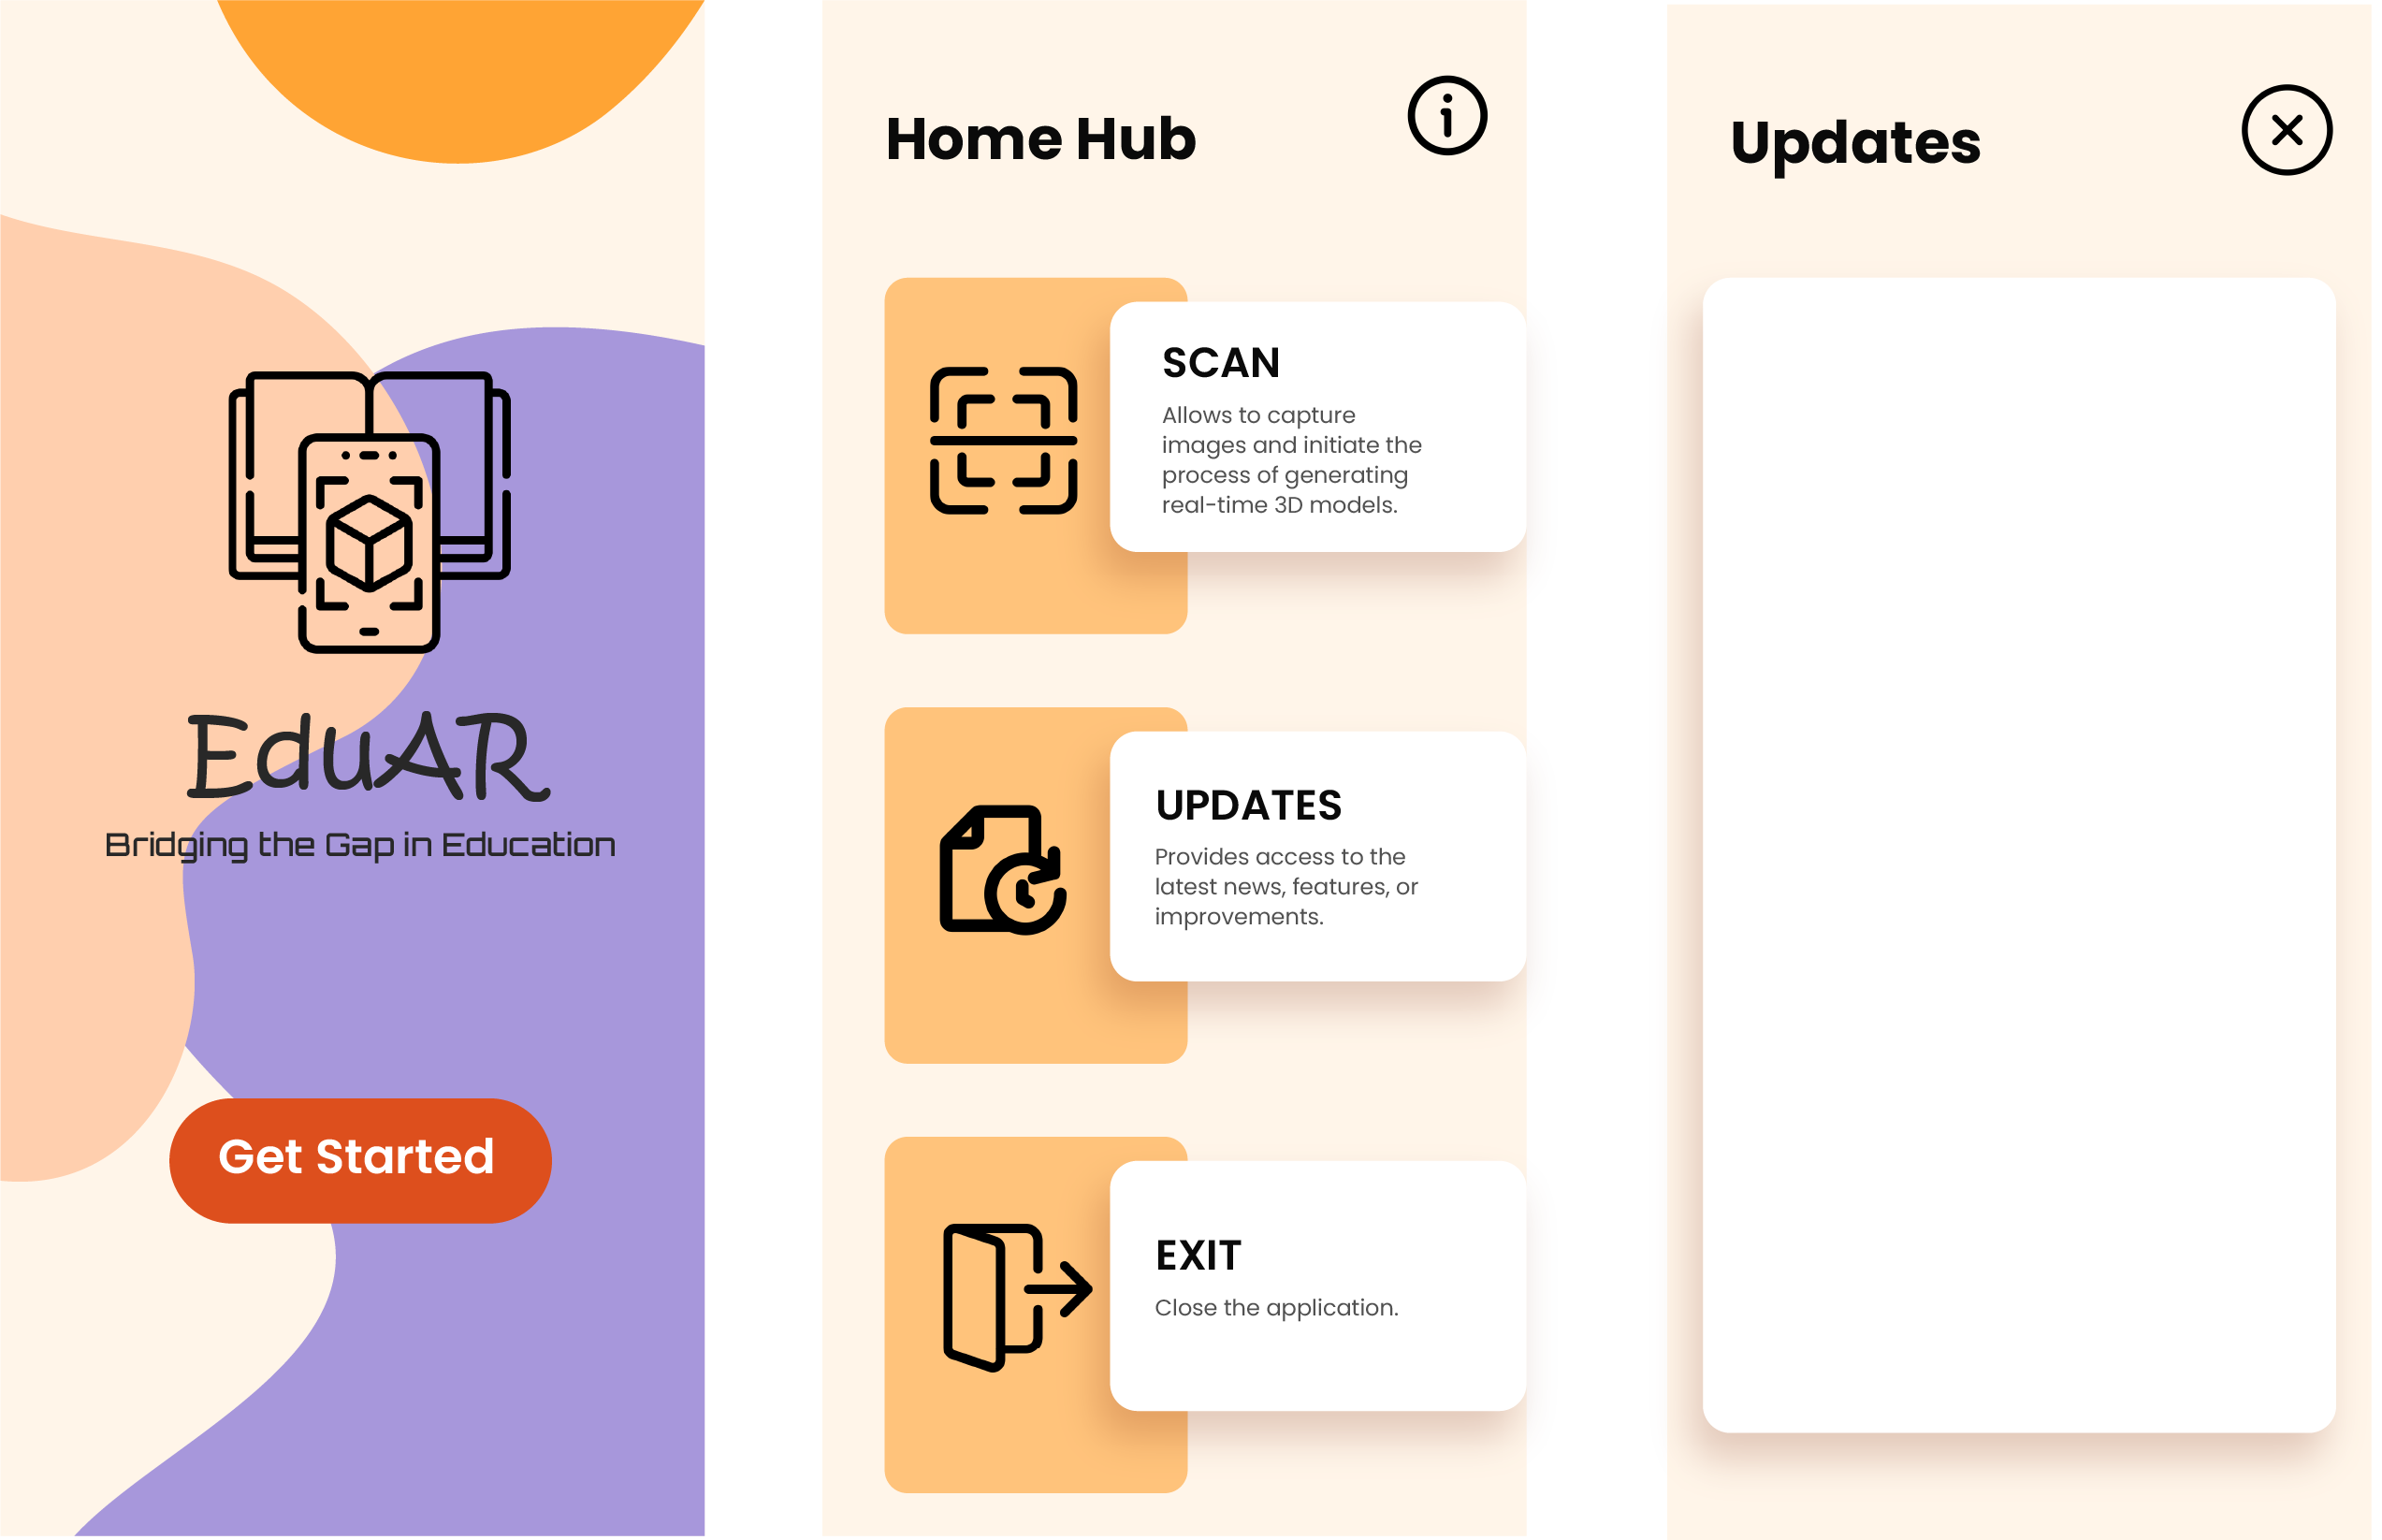 EduAR
Bridging the Gap in Education
Get Started
Home Hub
SCAN
Allows to capture
images and initiate the
process of generating
real-time 3D models.
UPDATES
Provides access to the
latest news, features, or
improvements.
EXIT
Close the application.
Updates